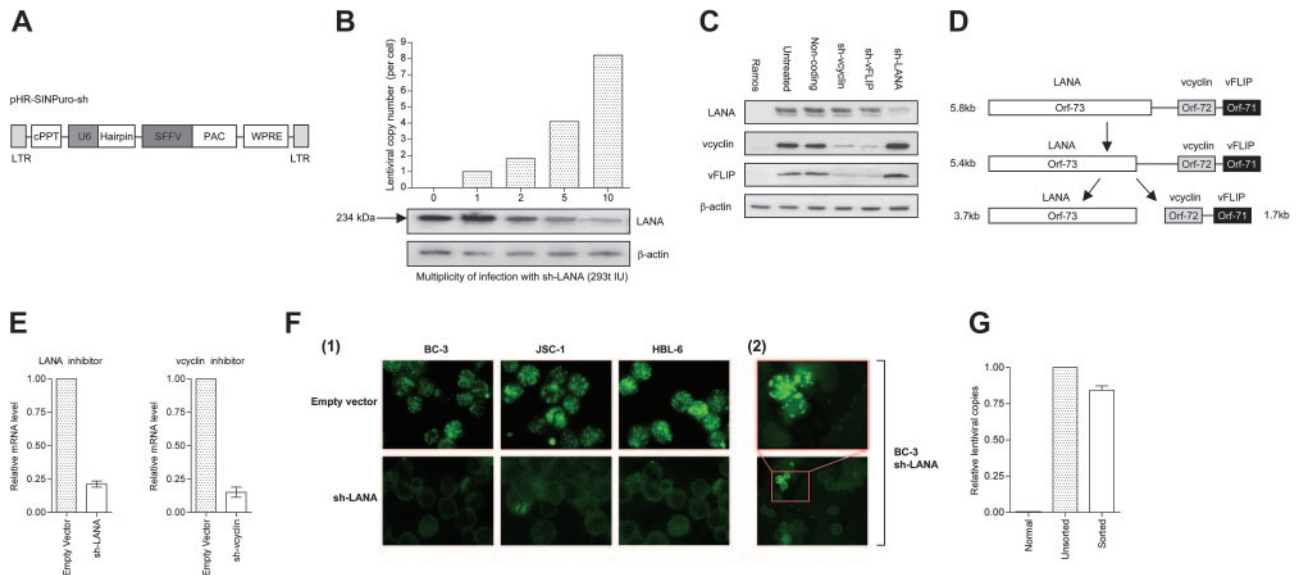 A
pHR-SINPuro-sh
cPPT U6 Hairpin SFFV PAC WPRE
LTR LTR
B
Lentiviral copy number (per cell)
9
8
7
6
5
4
3
2
1
0
0 1 2 5 10
234 kDa LANA
β-actin
Multiplicity of infection with sh-LANA (293t IU)
C
Ramos Untreated Non-coding sh-vcyclin sh-vFLIP sh-LANA
LANA
vcyclin
vFLIP
β-actin
D
LANA vcyclin vFLIP
5.8kb Orf-73 Orf-72 Orf-71
LANA vcyclin vFLIP
5.4kb Orf-73 Orf-72 Orf-71
LANA vcyclin vFLIP
3.7kb Orf-73 Orf-72 Orf-71 1.7kb
E
LANA inhibitor
Relative mRNA level
1.00
0.75
0.50
0.25
0.00
Empty Vector sh-LANA
vcyclin inhibitor
Relative mRNA level
1.00
0.75
0.50
0.25
0.00
Empty Vector sh-vcyclin
F
(1) BC-3 JSC-1 HBL-6 (2)
Empty vector
sh-LANA
BC-3
sh-LANA
G
Relative lentiviral copies
1.00
0.75
0.50
0.25
0.00
Normal Unsorted Sorted